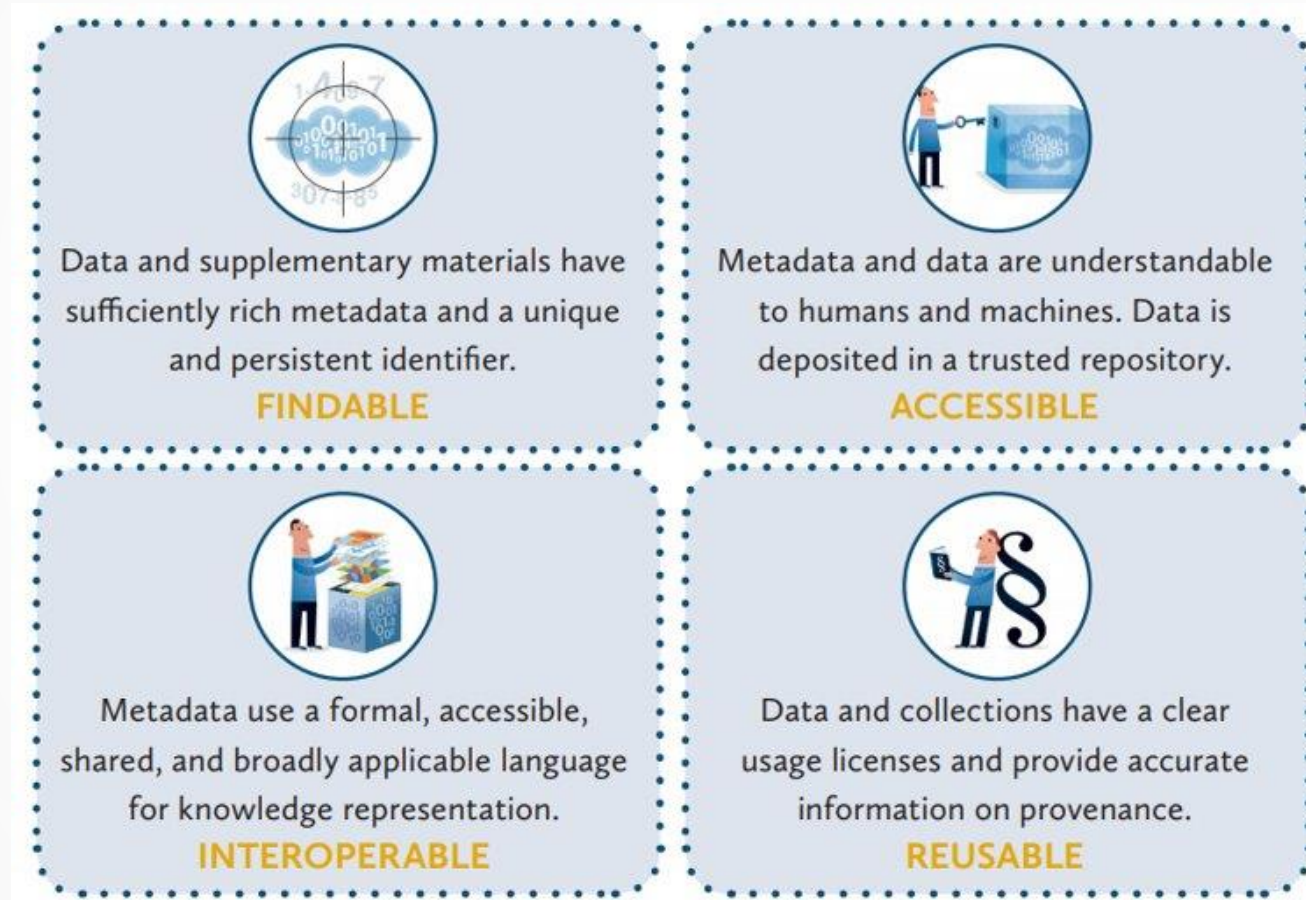 Data and supplementary materials have
sufficiently rich metadata and a unique
and persistent identifier.
FINDABLE
Metadata and data are understandable
to humans and machines. Data is
deposited in a trusted repository.
ACCESSIBLE
Metadata use a formal, accessible,
shared, and broadly applicable language
for knowledge representation.
INTEROPERABLE
Data and collections have a clear
usage licenses and provide accurate
information on provenance.
REUSABLE